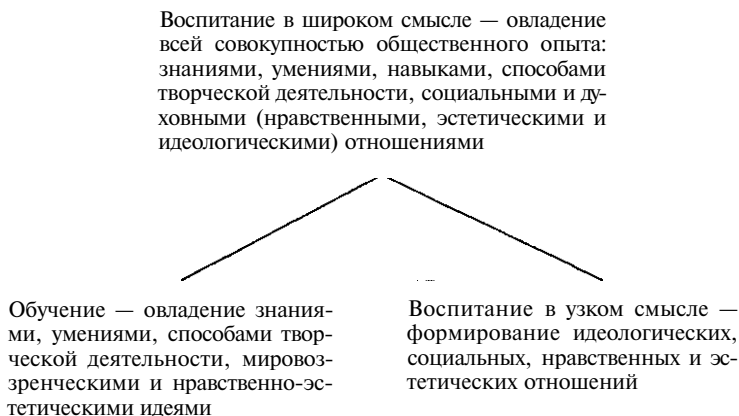 Воспитание в широком смысле — овладение
всей совокупностью общественного опыта:
знаниями, умениями, навыками, способами
творческой деятельности, социальными и ду-
ховными (нравственными, эстетическими и
идеологическими) отношениями
Обучение — овладение знания-
ми, умениями, способами твор-
ческой деятельности, мировоз-
зренческими и нравственно-эс-
тетическими идеями
Воспитание в узком смысле —
формирование идеологических,
социальных, нравственных и эс-
тетических отношений